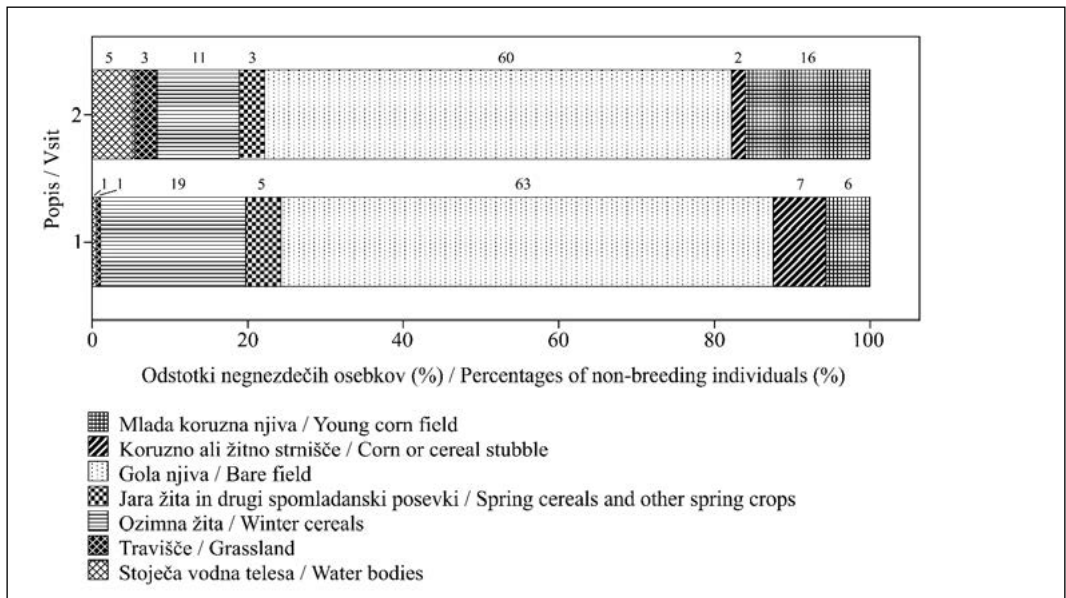 5 3 11 3 60 2 16
2
1 1 19 5 63 7 6
1
Popis / Vsit
0 20 40 60 80 100
Odstotki negnezdečih osebkov (%) / Percentages of non-breeding individuals (%)
Mlada koruzna njiva / Young corn field
Koruzno ali žitno strnišče / Corn or cereal stubble
Gola njiva / Bare field
Jara žita in drugi spomladanski posevki / Spring cereals and other spring crops
Ozimna žita / Winter cereals
Travišče / Grassland
Stoječa vodna telesa / Water bodies